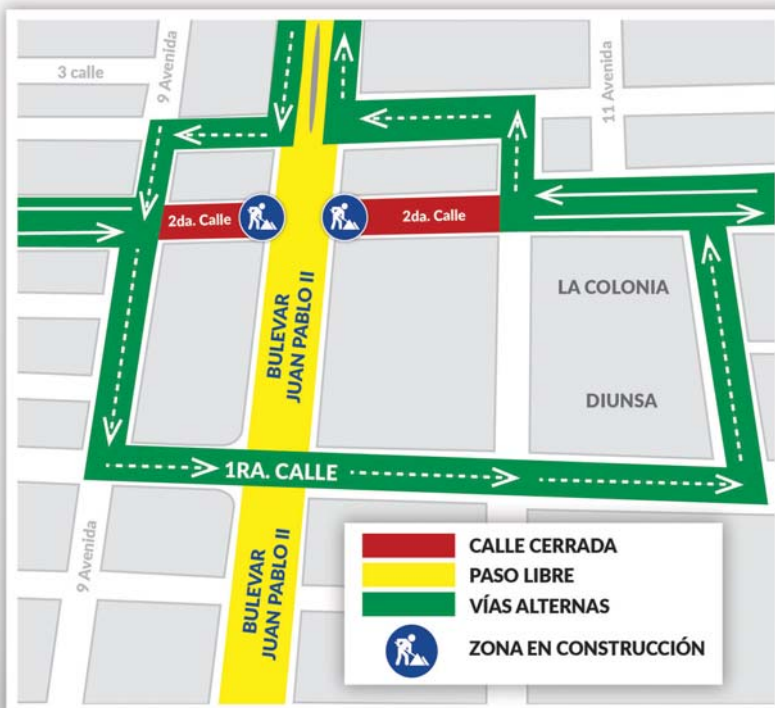 3 calle
9 Avenida
11 Avenida
2da. Calle
2da. Calle
BULEVAR
JUAN PABLO II
LA COLONIA
DIUNSA
1RA. CALLE
9 Avenida
BULEVAR
JUAN PABLO II
CALLE CERRADA
PASO LIBRE
VÍAS ALTERNAS
ZONA EN CONSTRUCCIÓN